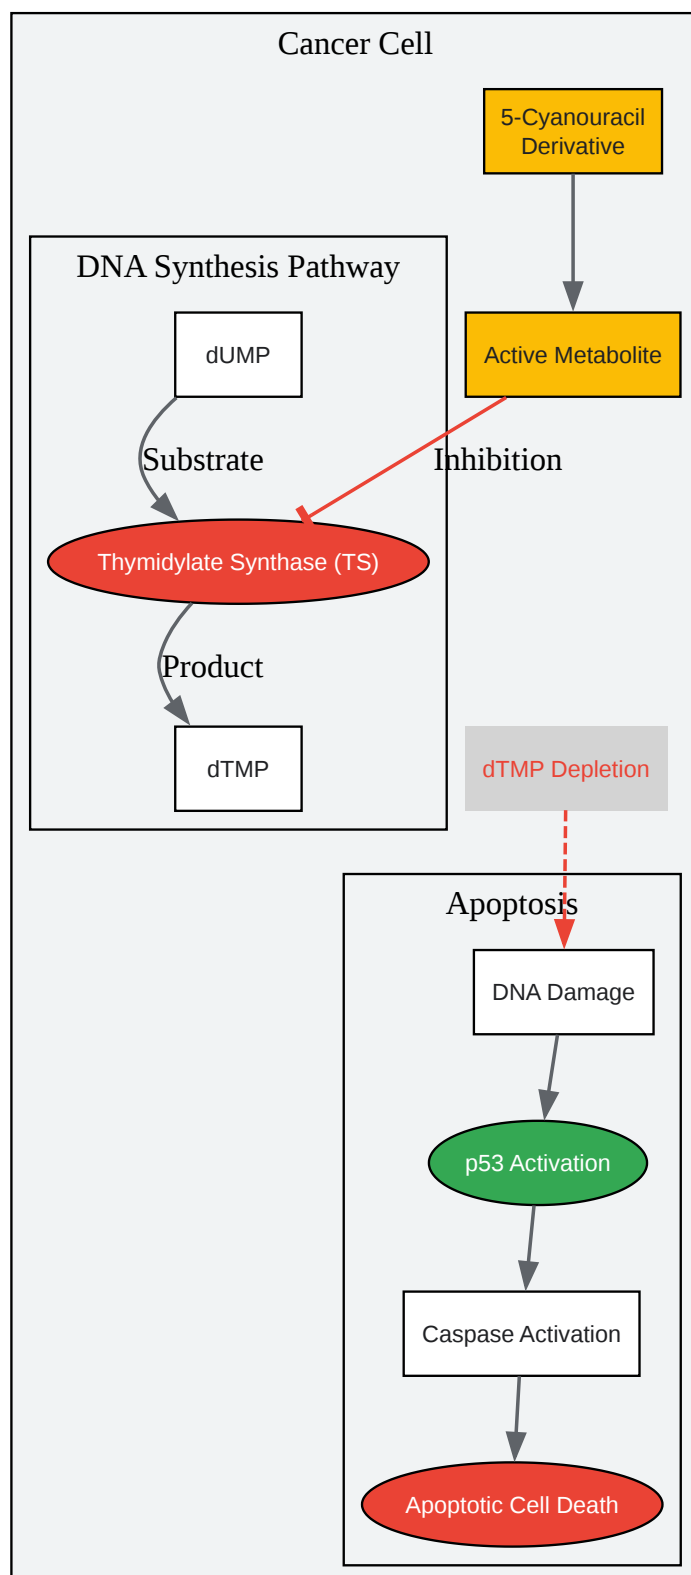 Cancer Cell
5-Cyanouracil
Derivative
DNA Synthesis Pathway
dUMP
Active Metabolite
Substrate
Inhibition
Thymidylate Synthase (TS)
Product
dTMP
dTMP Depletion
Apoptosis
DNA Damage
p53 Activation
Caspase Activation
Apoptotic Cell Death